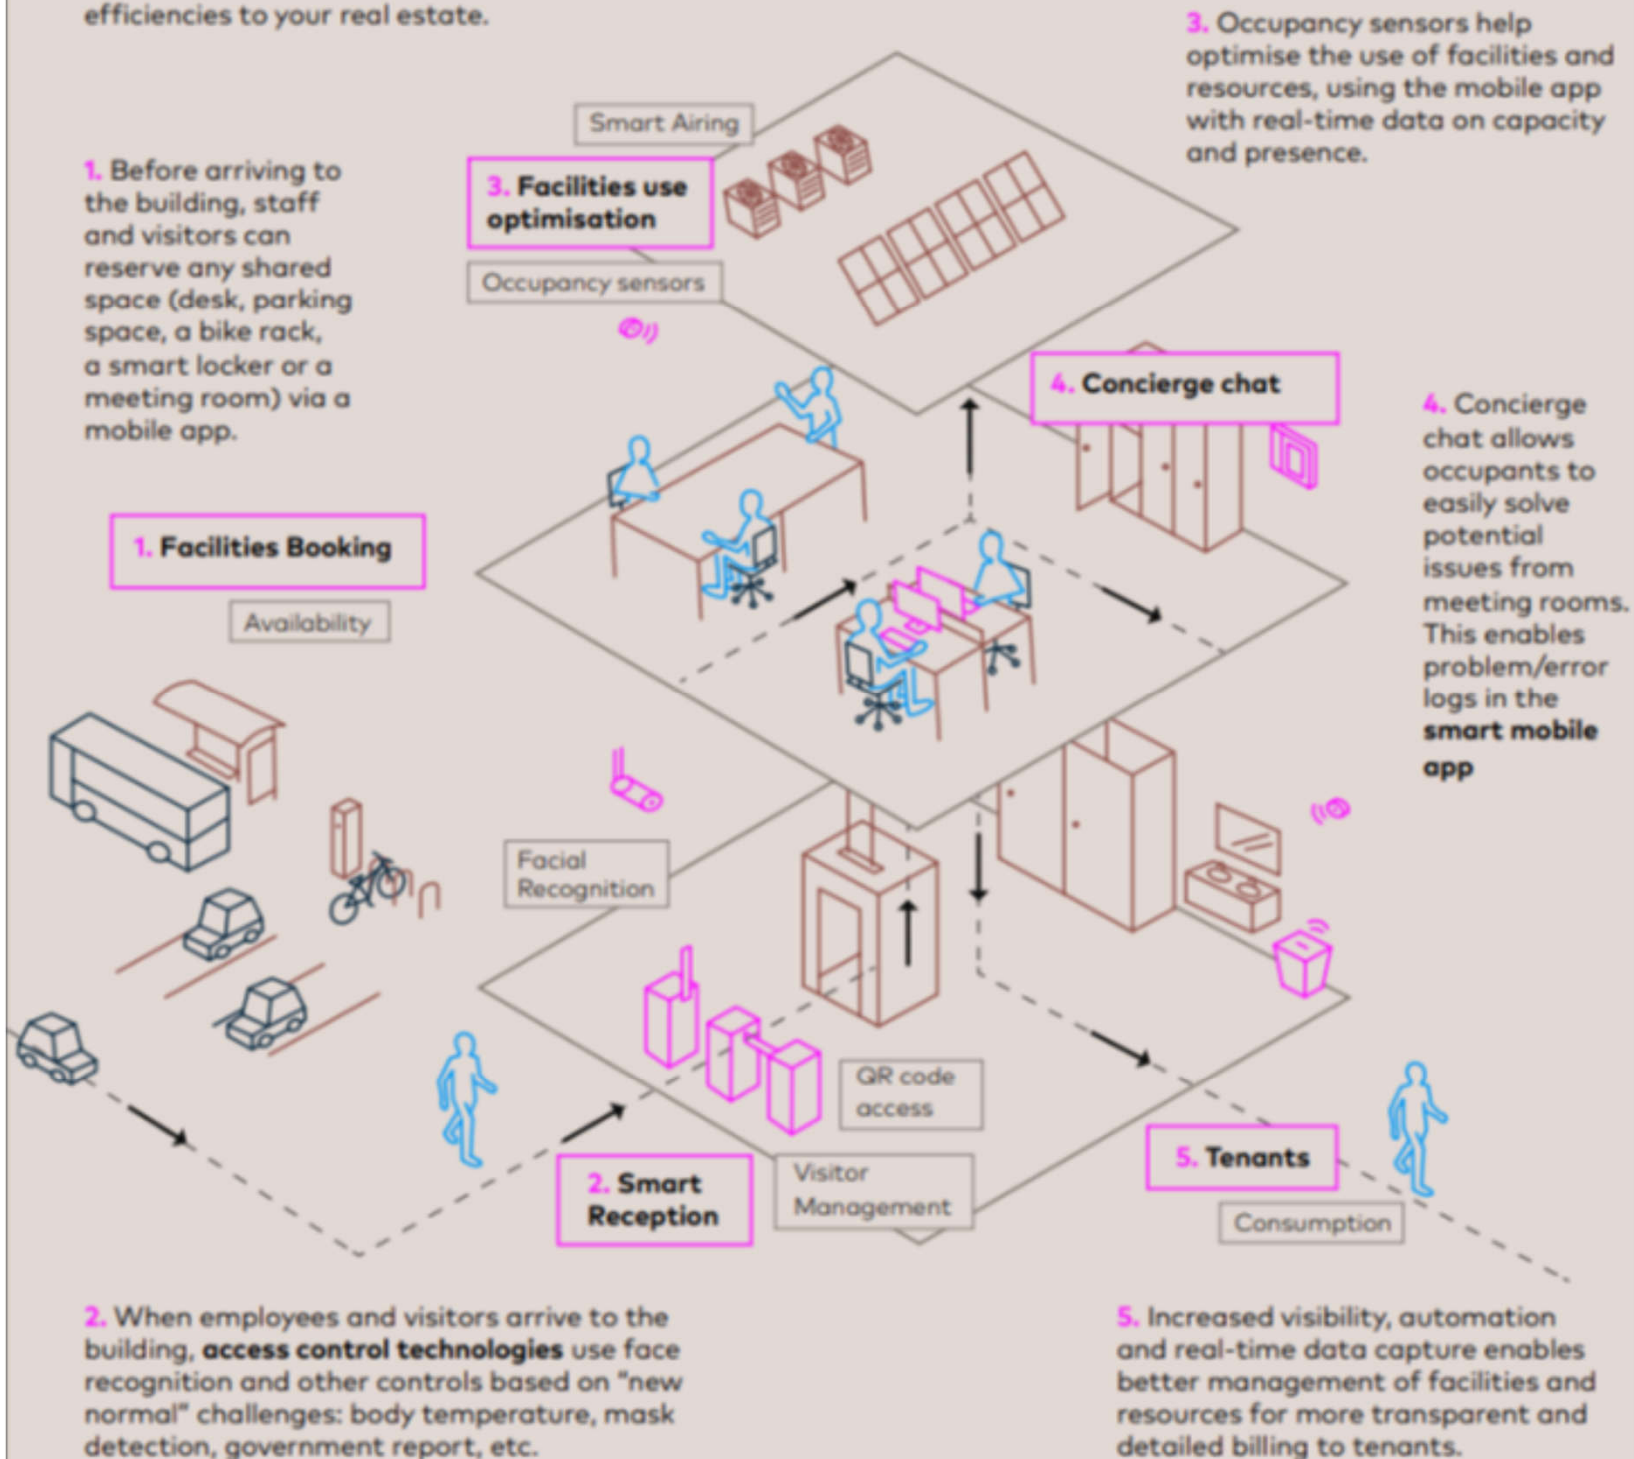 efficiencies to your real estate.
3. Occupancy sensors help
optimise the use of facilities and
resources, using the mobile app
with real-time data on capacity
and presence.
Smart Airing
3. Facilities use
optimisation
Occupancy sensors
1. Before arriving to
the building, staff
and visitors can
reserve any shared
space (desk, parking
space, a bike rack,
a smart locker or a
meeting room) via a
mobile app.
4. Concierge chat
4. Concierge
chat allows
occupants to
easily solve
potential
issues from
meeting rooms.
This enables
problem/error
logs in the
smart mobile
app
1. Facilities Booking
Availability
Facial
Recognition
QR code
access
2. Smart
Reception
Visitor
Management
5. Tenants
Consumption
2. When employees and visitors arrive to the
building, access control technologies use face
recognition and other controls based on "new
normal" challenges: body temperature, mask
detection, government report, etc.
5. Increased visibility, automation
and real-time data capture enables
better management of facilities and
resources for more transparent and
detailed billing to tenants.